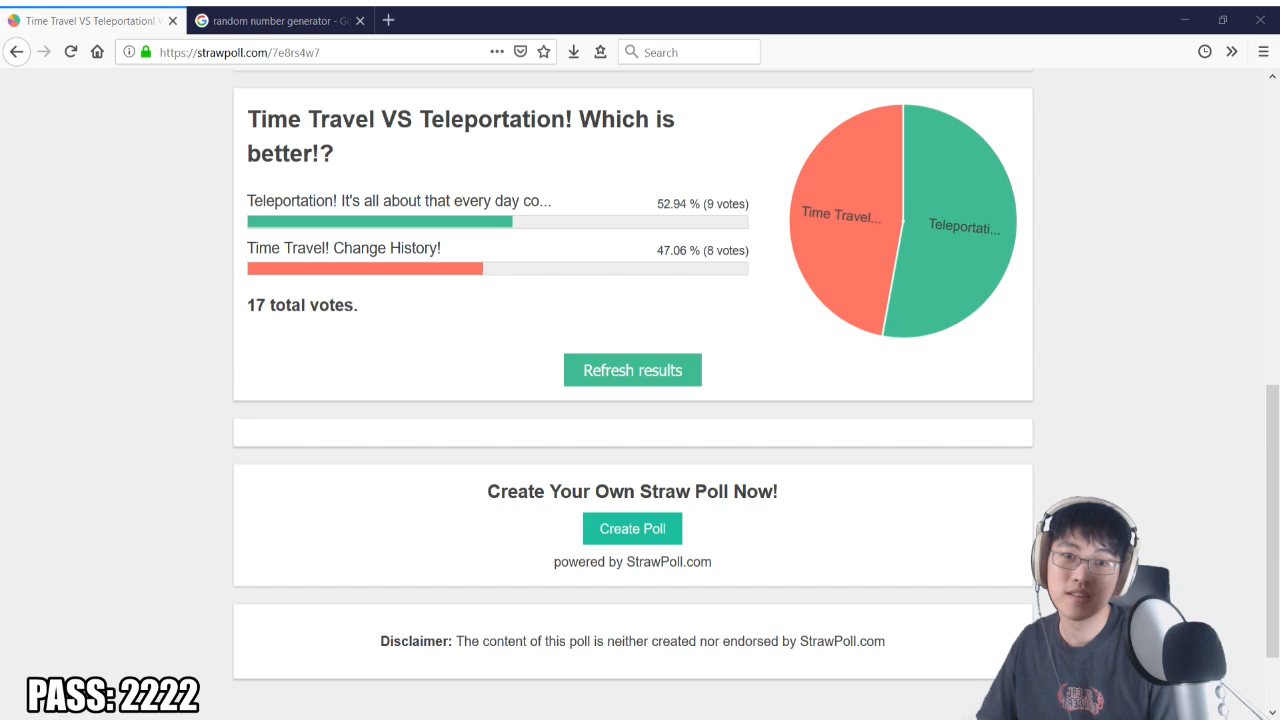 Time Travel VS Teleportation! V
random number generator - Go
https://strawpoll.com/7e8rs4w7
Search
Time Travel VS Teleportation! Which is
better!?
Teleportation! It's all about that every day co...
52.94 % (9 votes)
Time Travel! Change History!
47.06 % (8 votes)
17 total votes.
Time Travel...
Teleportati...
Refresh results
Create Your Own Straw Poll Now!
Create Poll
powered by StrawPoll.com
Disclaimer: The content of this poll is neither created nor endorsed by StrawPoll.com
PASS: 2222